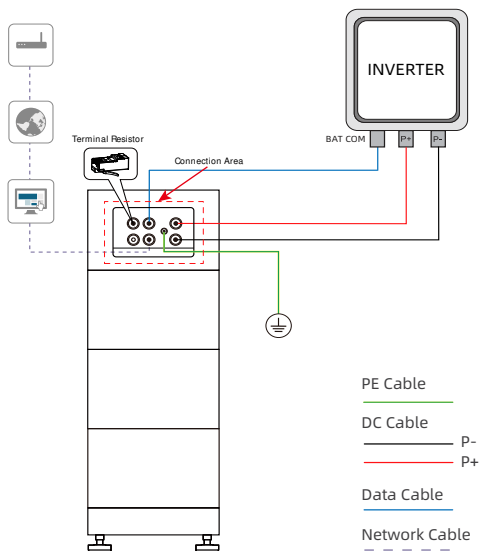 INVERTER
BAT COM
P+
P-
Terminal Resistor
Connection Area
PE Cable
DC Cable
P-
P+
Data Cable
Network Cable